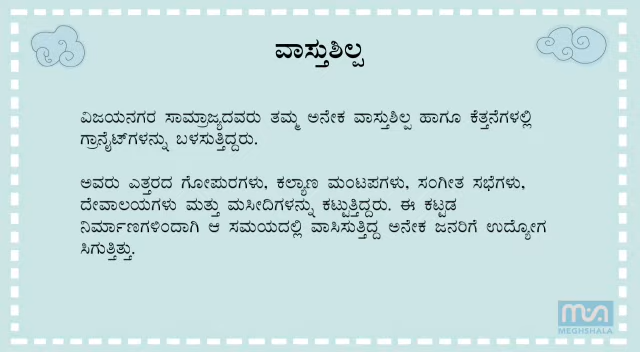 ವಾಸ್ತುಶಿಲ್ಪ
ವಿಜಯನಗರ ಸಾಮ್ರಾಜ್ಯದವರು ತಮ್ಮ ಅನೇಕ ವಾಸ್ತುಶಿಲ್ಪ ಹಾಗೂ ಕೆತ್ತನೆಗಳಲ್ಲಿ
ಗ್ರಾನೈಟ್‌ಗಳನ್ನು ಬಳಸುತ್ತಿದ್ದರು.
ಅವರು ಎತ್ತರದ ಗೋಪುರಗಳು, ಕಲ್ಯಾಣ ಮಂಟಪಗಳು, ಸಂಗೀತ ಸಭೆಗಳು,
ದೇವಾಲಯಗಳು ಮತ್ತು ಮಸೀದಿಗಳನ್ನು ಕಟ್ಟುತ್ತಿದ್ದರು. ಈ ಕಟ್ಟಡ
ನಿರ್ಮಾಣಗಳಿಂದಾಗಿ ಆ ಸಮಯದಲ್ಲಿ ವಾಸಿಸುತ್ತಿದ್ದ ಅನೇಕ ಜನರಿಗೆ ಉದ್ಯೋಗ
ಸಿಗುತ್ತಿತ್ತು.
MEGHSHALA